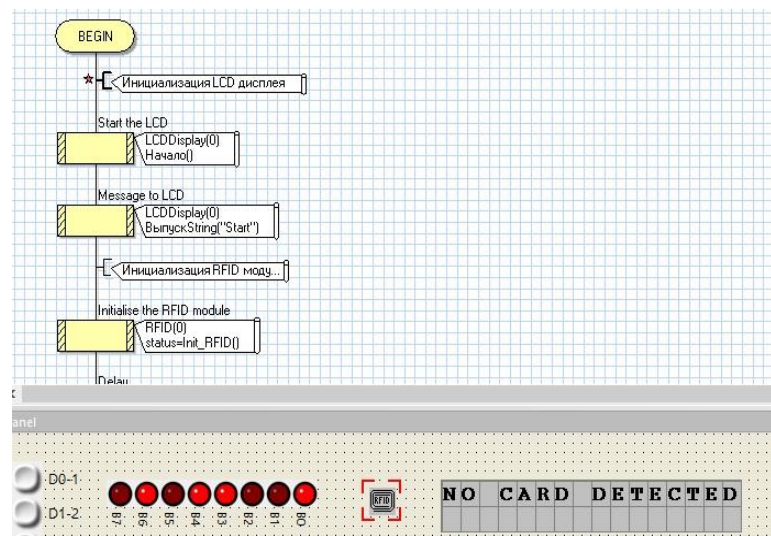 BEGIN
Инициализация LCD дисплея
Start the LCD
LCDDisplay(0)
Начало()
Message to LCD
LCDDisplay(0)
ВыпускString("Start")
Инициализация RFID моду...
Initialise the RFID module
RFID(0)
status=Init_RFID()
Delay
anel
D0-1
D1-2
B7 B6 B5 B4 B3 B2 B1 B0
RFID
NO CARD DETECTED